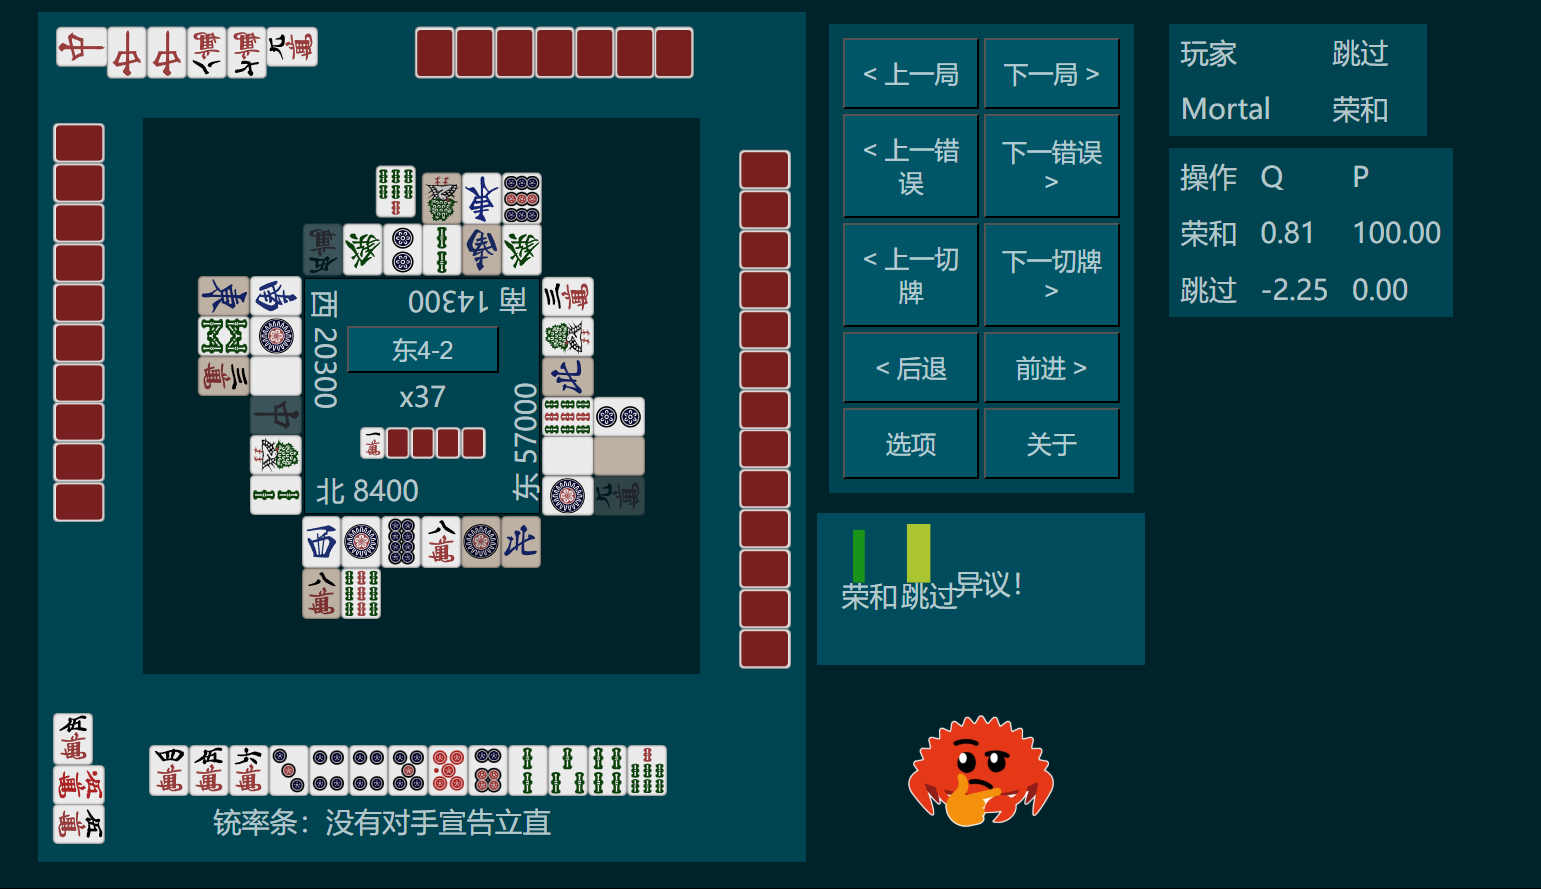 < 上一局
下一局 >
< 上一错误
下一错误 >
< 上一切牌
下一切牌 >
< 后退
前进 >
选项
关于
玩家 跳过
Mortal 荣和
操作 Q P
荣和 0.81 100.00
跳过 -2.25 0.00
荣和 跳过 异议！
南 14300
西 20300
东4-2
x37
东 57000
北 8400
铳率条：没有对手宣告立直